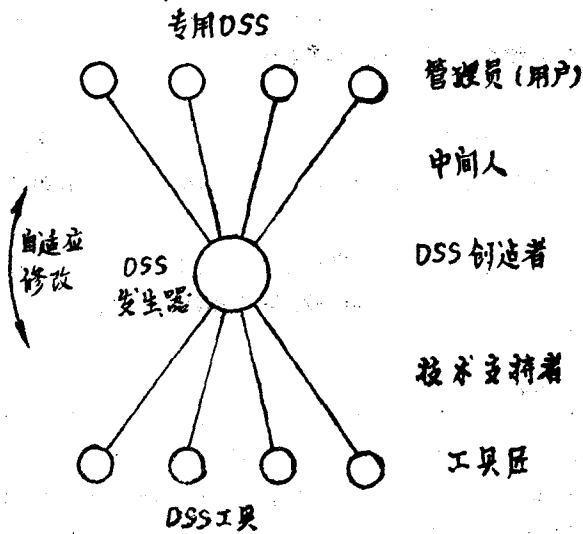 专用DSS
管理员(用户)
中间人
自适应
修改
DSS
发生器
DSS创造者
技术支持者
工具匠
DSS工具